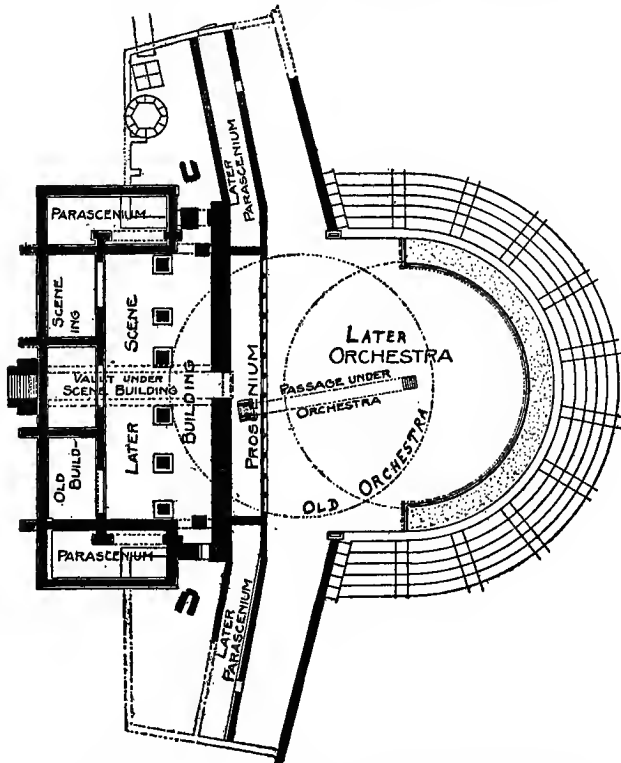 LATER
PARASCENIUM
PARASCENIUM
SCENE
ING
OLD
BUILD-
LATER SCENE
BUILDING
VAULT UNDER
SCENE BUILDING
PROSCENIUM
LATER
ORCHESTRA
PASSAGE UNDER
ORCHESTRA
OLD ORCHESTRA
PARASCENIUM
LATER
PARASCENIUM